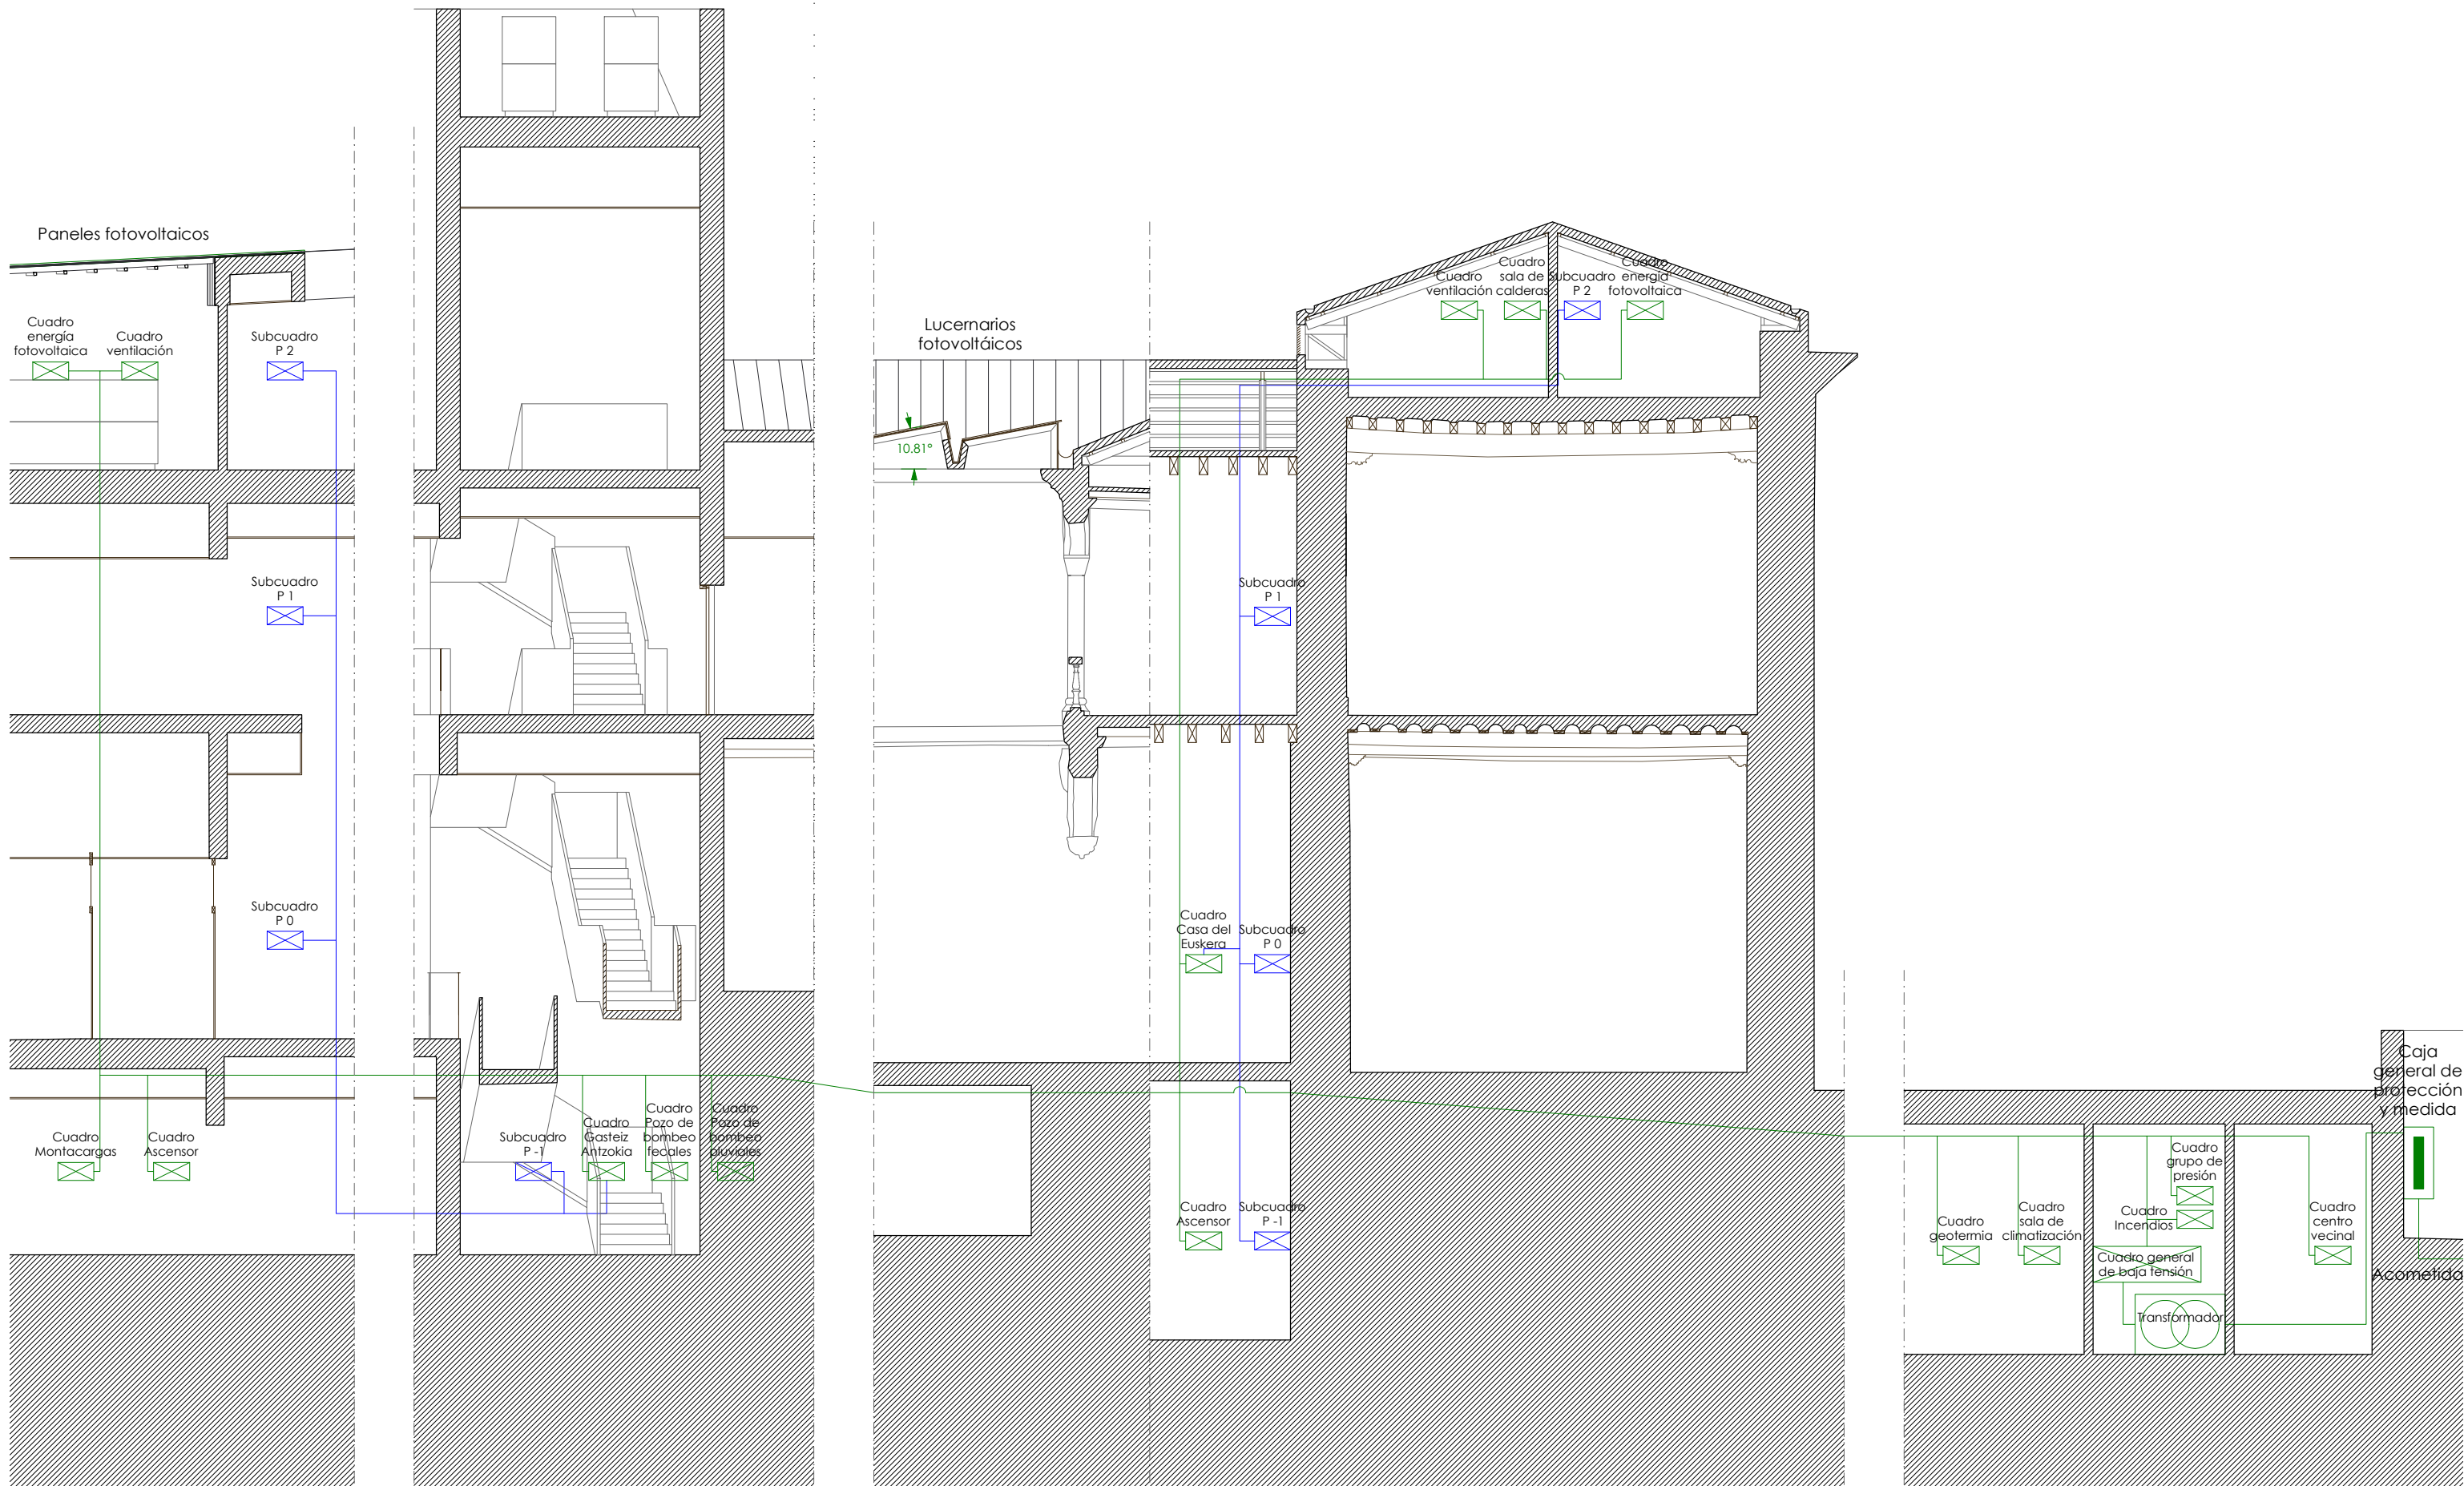 Paneles fotovoltaicos
Cuadro
energía
fotovoltaica
Cuadro
ventilación
Subcuadro
P 2
Subcuadro
P 1
Subcuadro
P 0
Cuadro
Montacargas
Cuadro
Ascensor
Subcuadro
P -1
Cuadro
Gasteiz
Antzokia
Cuadro
Pozo de
bombeo
fecales
Cuadro
Pozo de
bombeo
pluviales
Lucernarios
fotovoltáicos
10.81°
Cuadro
ventilación
Cuadro
sala de
calderas
Subcuadro
P 2
Cuadro
energía
fotovoltaica
Subcuadro
P 1
Cuadro
Casa del
Euskera
Subcuadro
P 0
Cuadro
Ascensor
Subcuadro
P -1
Cuadro
geotermia
Cuadro
sala de
climatización
Cuadro
grupo de
presión
Cuadro
Incendios
Cuadro general
de baja tensión
Transformador
Cuadro
centro
vecinal
Caja
general de
protección
y medida
Acometida